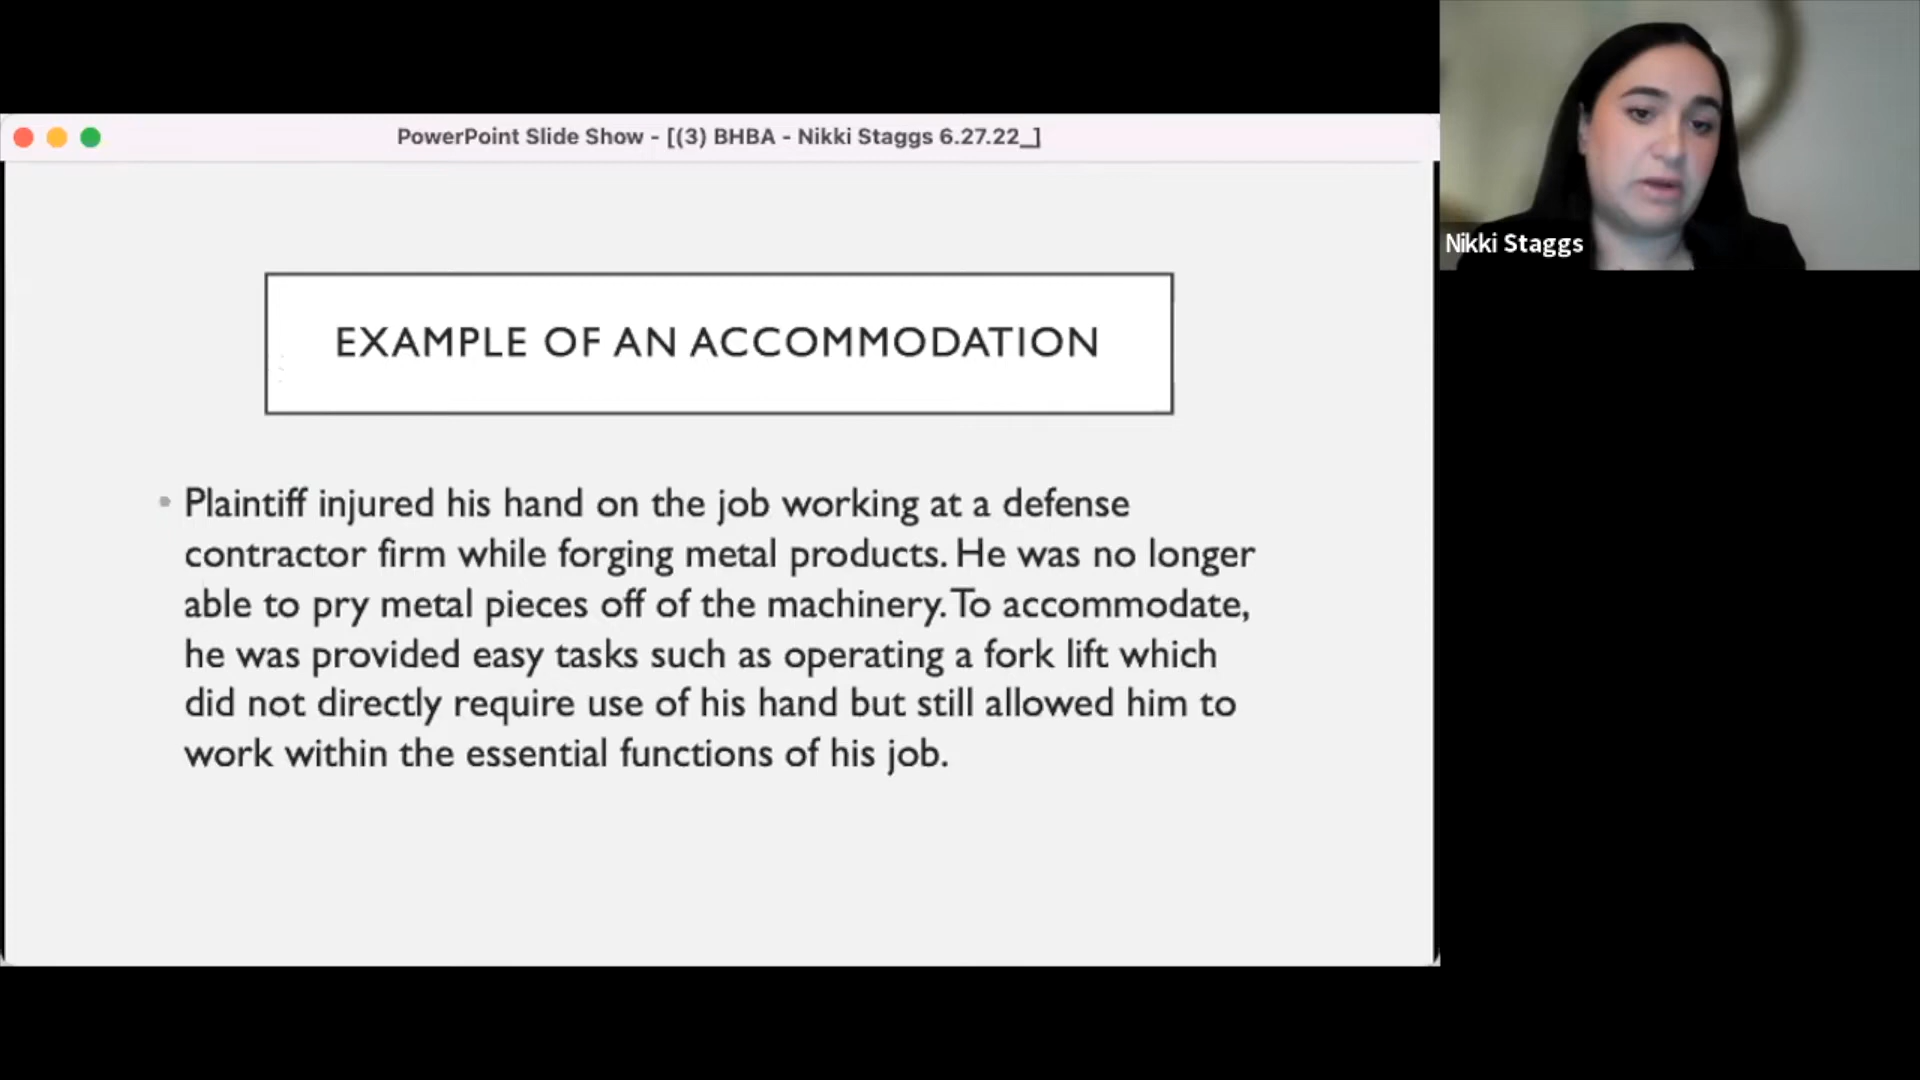 PowerPoint Slide Show - [(3) BHBA - Nikki Staggs 6.27.22_]
Nikki Staggs
EXAMPLE OF AN ACCOMMODATION
• Plaintiff injured his hand on the job working at a defense
contractor firm while forging metal products. He was no longer
able to pry metal pieces off of the machinery. To accommodate,
he was provided easy tasks such as operating a fork lift which
did not directly require use of his hand but still allowed him to
work within the essential functions of his job.